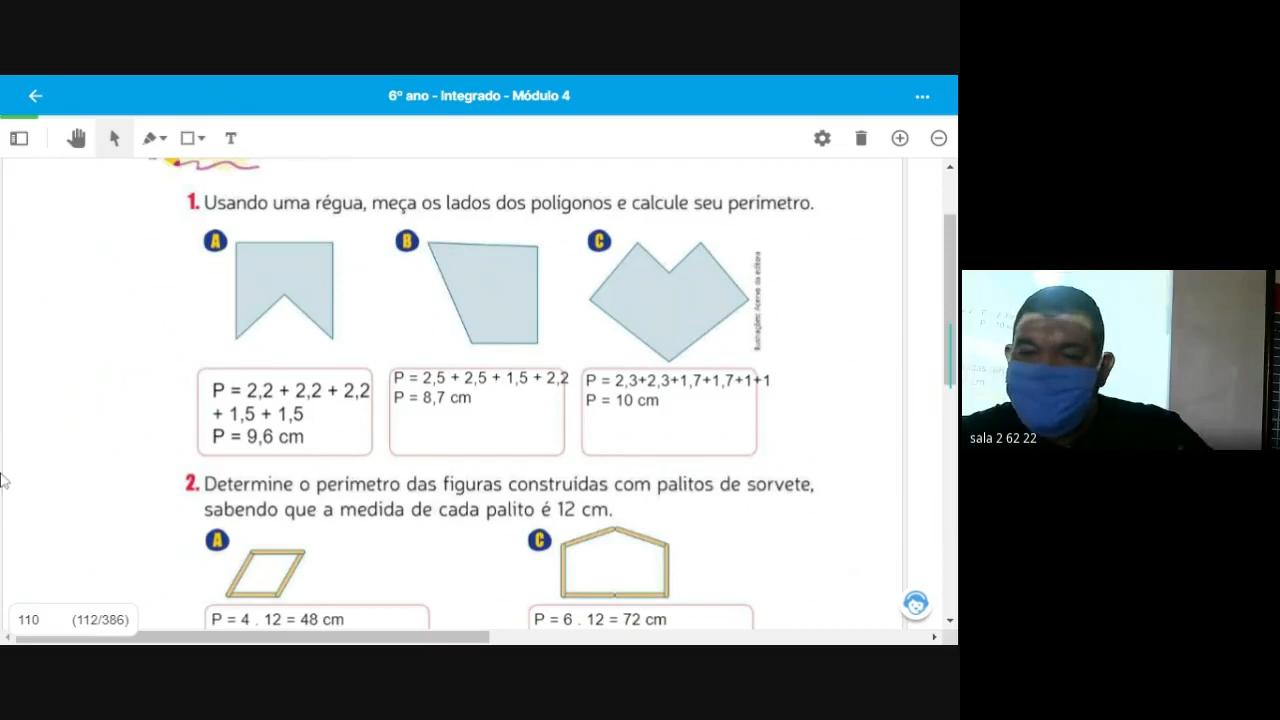 6º ano - Integrado - Módulo 4
T
1. Usando uma régua, meça os lados dos polígonos e calcule seu perímetro.
A
B
C
Ilustrações: Acervo da editora
P = 2,2 + 2,2 + 2,2
+ 1,5 + 1,5
P = 9,6 cm
P = 2,5 + 2,5 + 1,5 + 2,2
P = 8,7 cm
P = 2,3+2,3+1,7+1,7+1+1
P = 10 cm
2. Determine o perímetro das figuras construídas com palitos de sorvete,
sabendo que a medida de cada palito é 12 cm.
A
C
P = 4 . 12 = 48 cm
P = 6 . 12 = 72 cm
110 (112/386)
sala 2 62 22